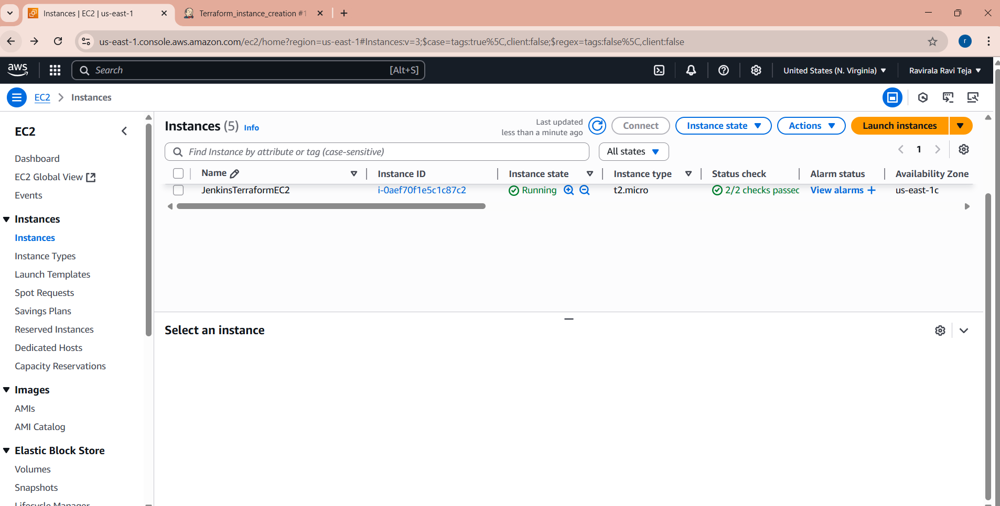 Instances | EC2 | us-east-1
Terraform_instance_creation #1
us-east-1.console.aws.amazon.com/ec2/home?region=us-east-1#Instances:v=3;$case=tags:true%5C,client:false;$regex=tags:false%5C,client:false
r
aws
Search
[Alt+S]
United States (N. Virginia)
Ravirala Ravi Teja
EC2
Instances
EC2
Dashboard
EC2 Global View
Events
Instances
Instances
Instance Types
Launch Templates
Spot Requests
Savings Plans
Reserved Instances
Dedicated Hosts
Capacity Reservations
Images
AMIs
AMI Catalog
Elastic Block Store
Volumes
Snapshots
Lifecycle Manager
Instances (5) Info
Last updated
less than a minute ago
Connect
Instance state
Actions
Launch instances
Find Instance by attribute or tag (case-sensitive)
All states
1
Name Instance ID Instance state Instance type Status check Alarm status Availability Zone
JenkinsTerraformEC2 i-0aef70f1e5c1c87c2 Running t2.micro 2/2 checks passed View alarms + us-east-1c
Select an instance